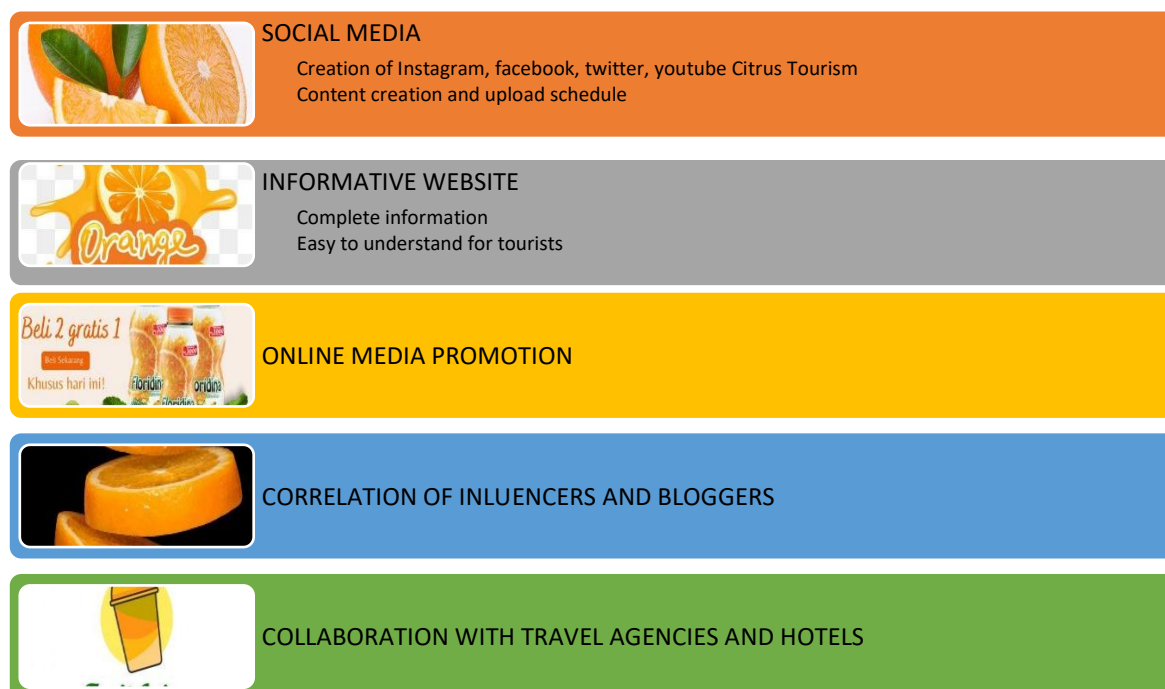 SOCIAL MEDIA
Creation of Instagram, facebook, twitter, youtube Citrus Tourism
Content creation and upload schedule
INFORMATIVE WEBSITE
Complete information
Easy to understand for tourists
Orange
Beli 2 gratis 1
Beli Sekarang
Khusus hari ini!
Floridina
ONLINE MEDIA PROMOTION
CORRELATION OF INLUENCERS AND BLOGGERS
COLLABORATION WITH TRAVEL AGENCIES AND HOTELS